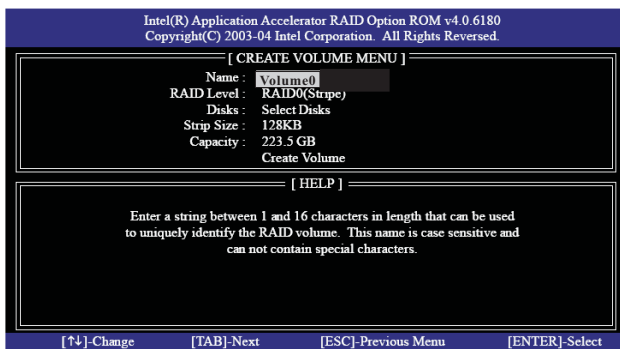 Intel(R) Application Accelerator RAID Option ROM v4.0.6180
Copyright(C) 2003-04 Intel Corporation. All Rights Reversed.
[ CREATE VOLUME MENU ]
Name : Volume0
RAID Level : RAID0(Stripe)
Disks : Select Disks
Strip Size : 128KB
Capacity : 223.5 GB
Create Volume
[ HELP ]
Enter a string between 1 and 16 characters in length that can be used
to uniquely identify the RAID volume. This name is case sensitive and
can not contain special characters.
[↑↓]-Change [TAB]-Next [ESC]-Previous Menu [ENTER]-Select